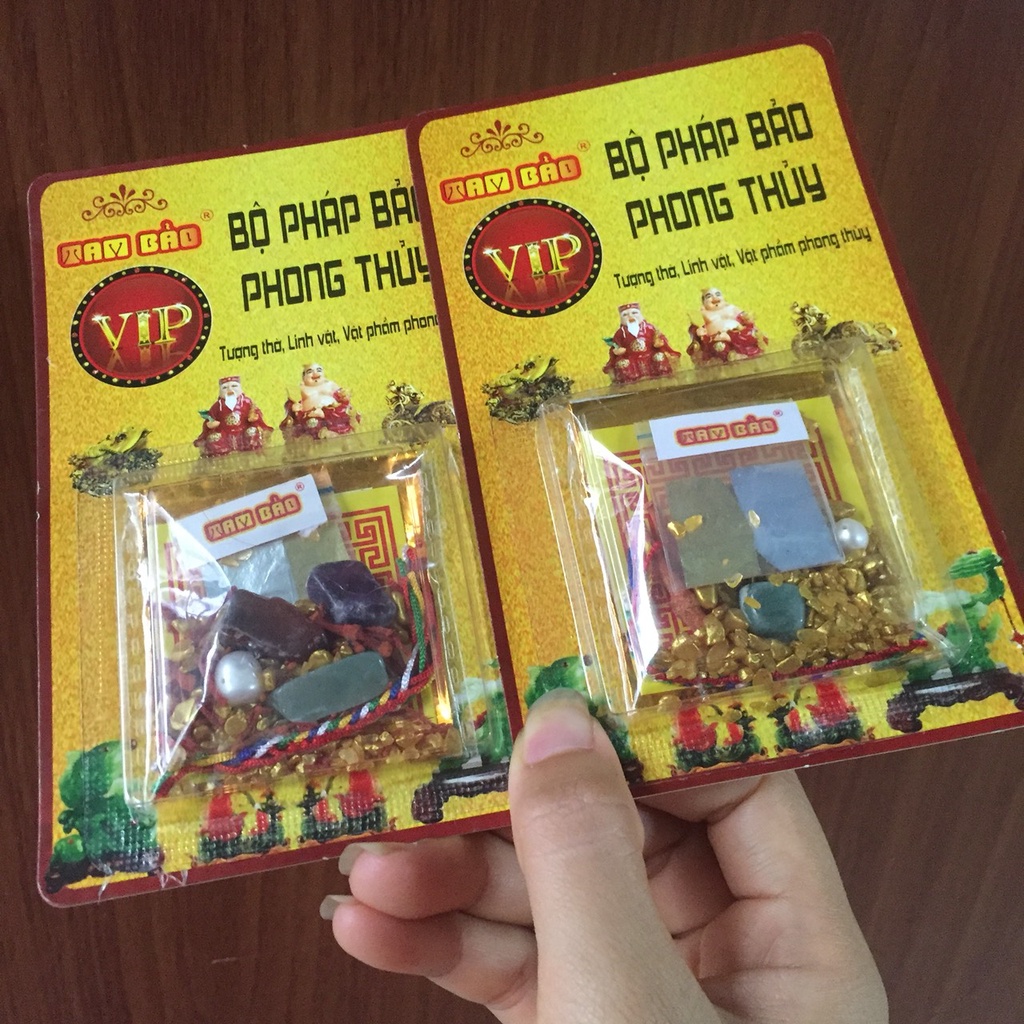 TAM BẢO ®
BỘ PHÁP BẢO
PHONG THỦY
VIP
Tượng thờ, Linh vật, Vật phẩm phong
TAM BẢO ®
TAM BẢO ®
BỘ PHÁP BẢO
PHONG THỦY
VIP
Tượng thờ, Linh vật, Vật phẩm phong thủy
TAM BẢO ®